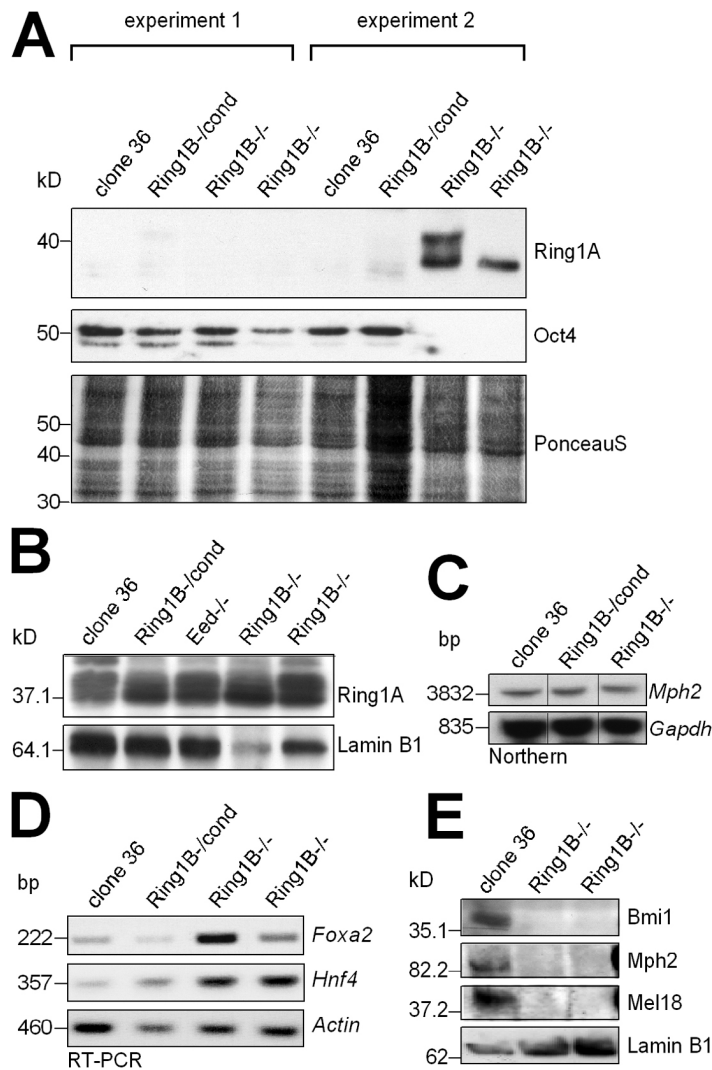 A
experiment 1
experiment 2
kD
clone 36
Ring1B-/cond
Ring1B-/-
Ring1B-/-
clone 36
Ring1B-/cond
Ring1B-/-
Ring1B-/-
40
Ring1A
50
Oct4
50
40
30
PonceauS
B
kD
clone 36
Ring1B-/cond
Eed-/-
Ring1B-/-
Ring1B-/-
37.1
Ring1A
64.1
Lamin B1
C
bp
clone 36
Ring1B-/cond
Ring1B-/-
3832
Mph2
835
Gapdh
Northern
D
bp
clone 36
Ring1B-/cond
Ring1B-/-
Ring1B-/-
222
Foxa2
357
Hnf4
460
Actin
RT-PCR
E
kD
clone 36
Ring1B-/-
Ring1B-/-
35.1
Bmi1
82.2
Mph2
37.2
Mel18
62
Lamin B1